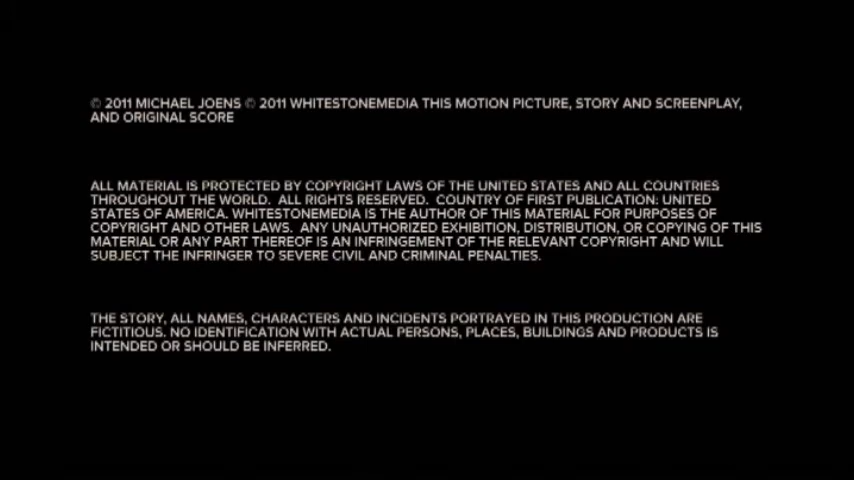 © 2011 MICHAEL JOENS © 2011 WHITESTONEMEDIA THIS MOTION PICTURE, STORY AND SCREENPLAY,
AND ORIGINAL SCORE
ALL MATERIAL IS PROTECTED BY COPYRIGHT LAWS OF THE UNITED STATES AND ALL COUNTRIES
THROUGHOUT THE WORLD. ALL RIGHTS RESERVED. COUNTRY OF FIRST PUBLICATION: UNITED
STATES OF AMERICA. WHITESTONEMEDIA IS THE AUTHOR OF THIS MATERIAL FOR PURPOSES OF
COPYRIGHT AND OTHER LAWS. ANY UNAUTHORIZED EXHIBITION, DISTRIBUTION, OR COPYING OF THIS
MATERIAL OR ANY PART THEREOF IS AN INFRINGEMENT OF THE RELEVANT COPYRIGHT AND WILL
SUBJECT THE INFRINGER TO SEVERE CIVIL AND CRIMINAL PENALTIES.
THE STORY, ALL NAMES, CHARACTERS AND INCIDENTS PORTRAYED IN THIS PRODUCTION ARE
FICTITIOUS. NO IDENTIFICATION WITH ACTUAL PERSONS, PLACES, BUILDINGS AND PRODUCTS IS
INTENDED OR SHOULD BE INFERRED.